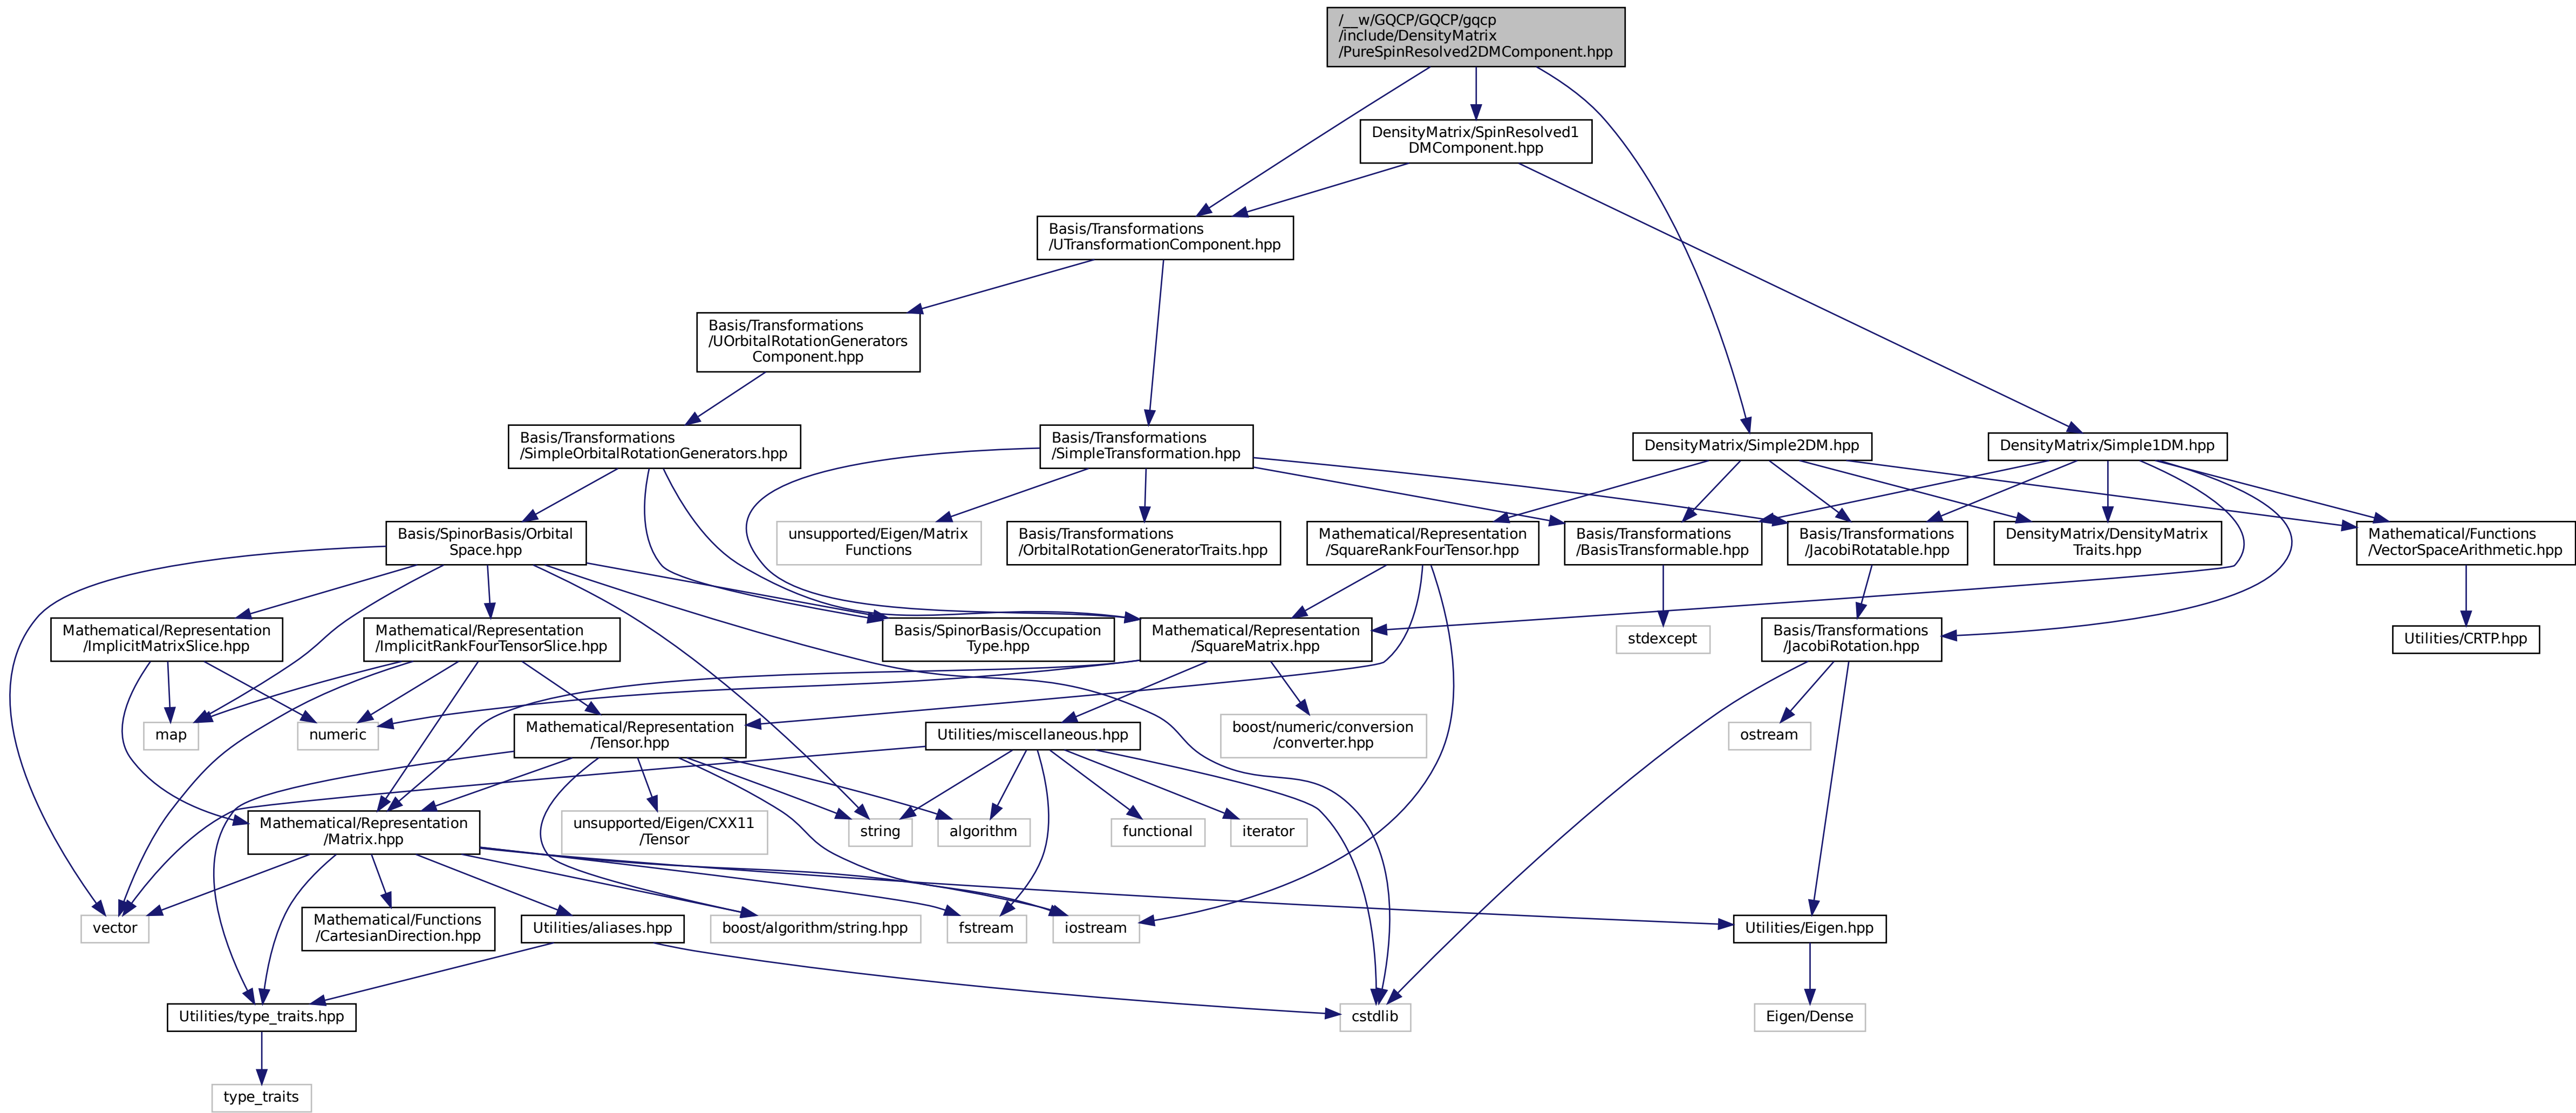 /__w/GQCP/GQCP/gqcp
/include/DensityMatrix
/PureSpinResolved2DMComponent.hpp
DensityMatrix/SpinResolved1
DMComponent.hpp
Basis/Transformations
/UTransformationComponent.hpp
Basis/Transformations
/UOrbitalRotationGenerators
Component.hpp
Basis/Transformations
/SimpleOrbitalRotationGenerators.hpp
Basis/Transformations
/SimpleTransformation.hpp
DensityMatrix/Simple2DM.hpp
DensityMatrix/Simple1DM.hpp
Basis/SpinorBasis/Orbital
Space.hpp
unsupported/Eigen/Matrix
Functions
Basis/Transformations
/OrbitalRotationGeneratorTraits.hpp
Mathematical/Representation
/SquareRankFourTensor.hpp
Basis/Transformations
/BasisTransformable.hpp
Basis/Transformations
/JacobiRotatable.hpp
DensityMatrix/DensityMatrix
Traits.hpp
Mathematical/Functions
/VectorSpaceArithmetic.hpp
Mathematical/Representation
/ImplicitMatrixSlice.hpp
Mathematical/Representation
/ImplicitRankFourTensorSlice.hpp
Basis/SpinorBasis/Occupation
Type.hpp
Mathematical/Representation
/SquareMatrix.hpp
stdexcept
Basis/Transformations
/JacobiRotation.hpp
Utilities/CRTP.hpp
map
numeric
Mathematical/Representation
/Tensor.hpp
Utilities/miscellaneous.hpp
boost/numeric/conversion
/converter.hpp
ostream
Mathematical/Representation
/Matrix.hpp
unsupported/Eigen/CXX11
/Tensor
string
algorithm
functional
iterator
vector
Mathematical/Functions
/CartesianDirection.hpp
Utilities/aliases.hpp
boost/algorithm/string.hpp
fstream
iostream
Utilities/Eigen.hpp
Utilities/type_traits.hpp
cstdlib
Eigen/Dense
type_traits